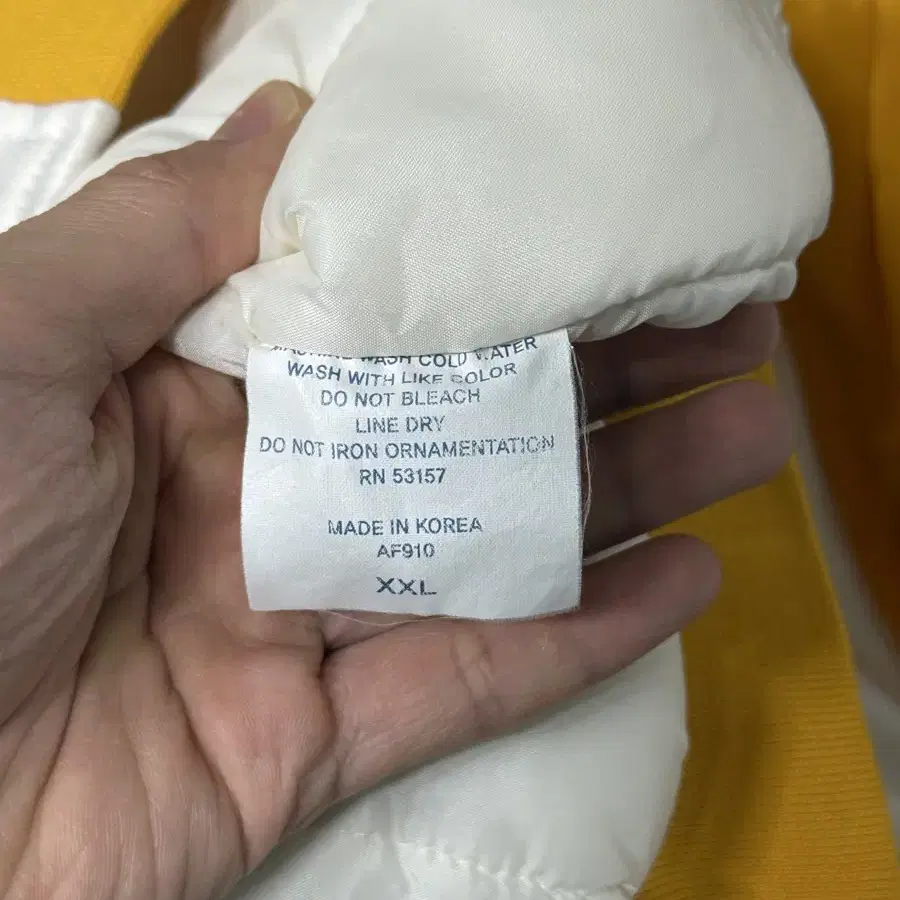 MACHINE WASH COLD WATER
WASH WITH LIKE COLOR
DO NOT BLEACH
LINE DRY
DO NOT IRON ORNAMENTATION
RN 53157
MADE IN KOREA
AF910
XXL